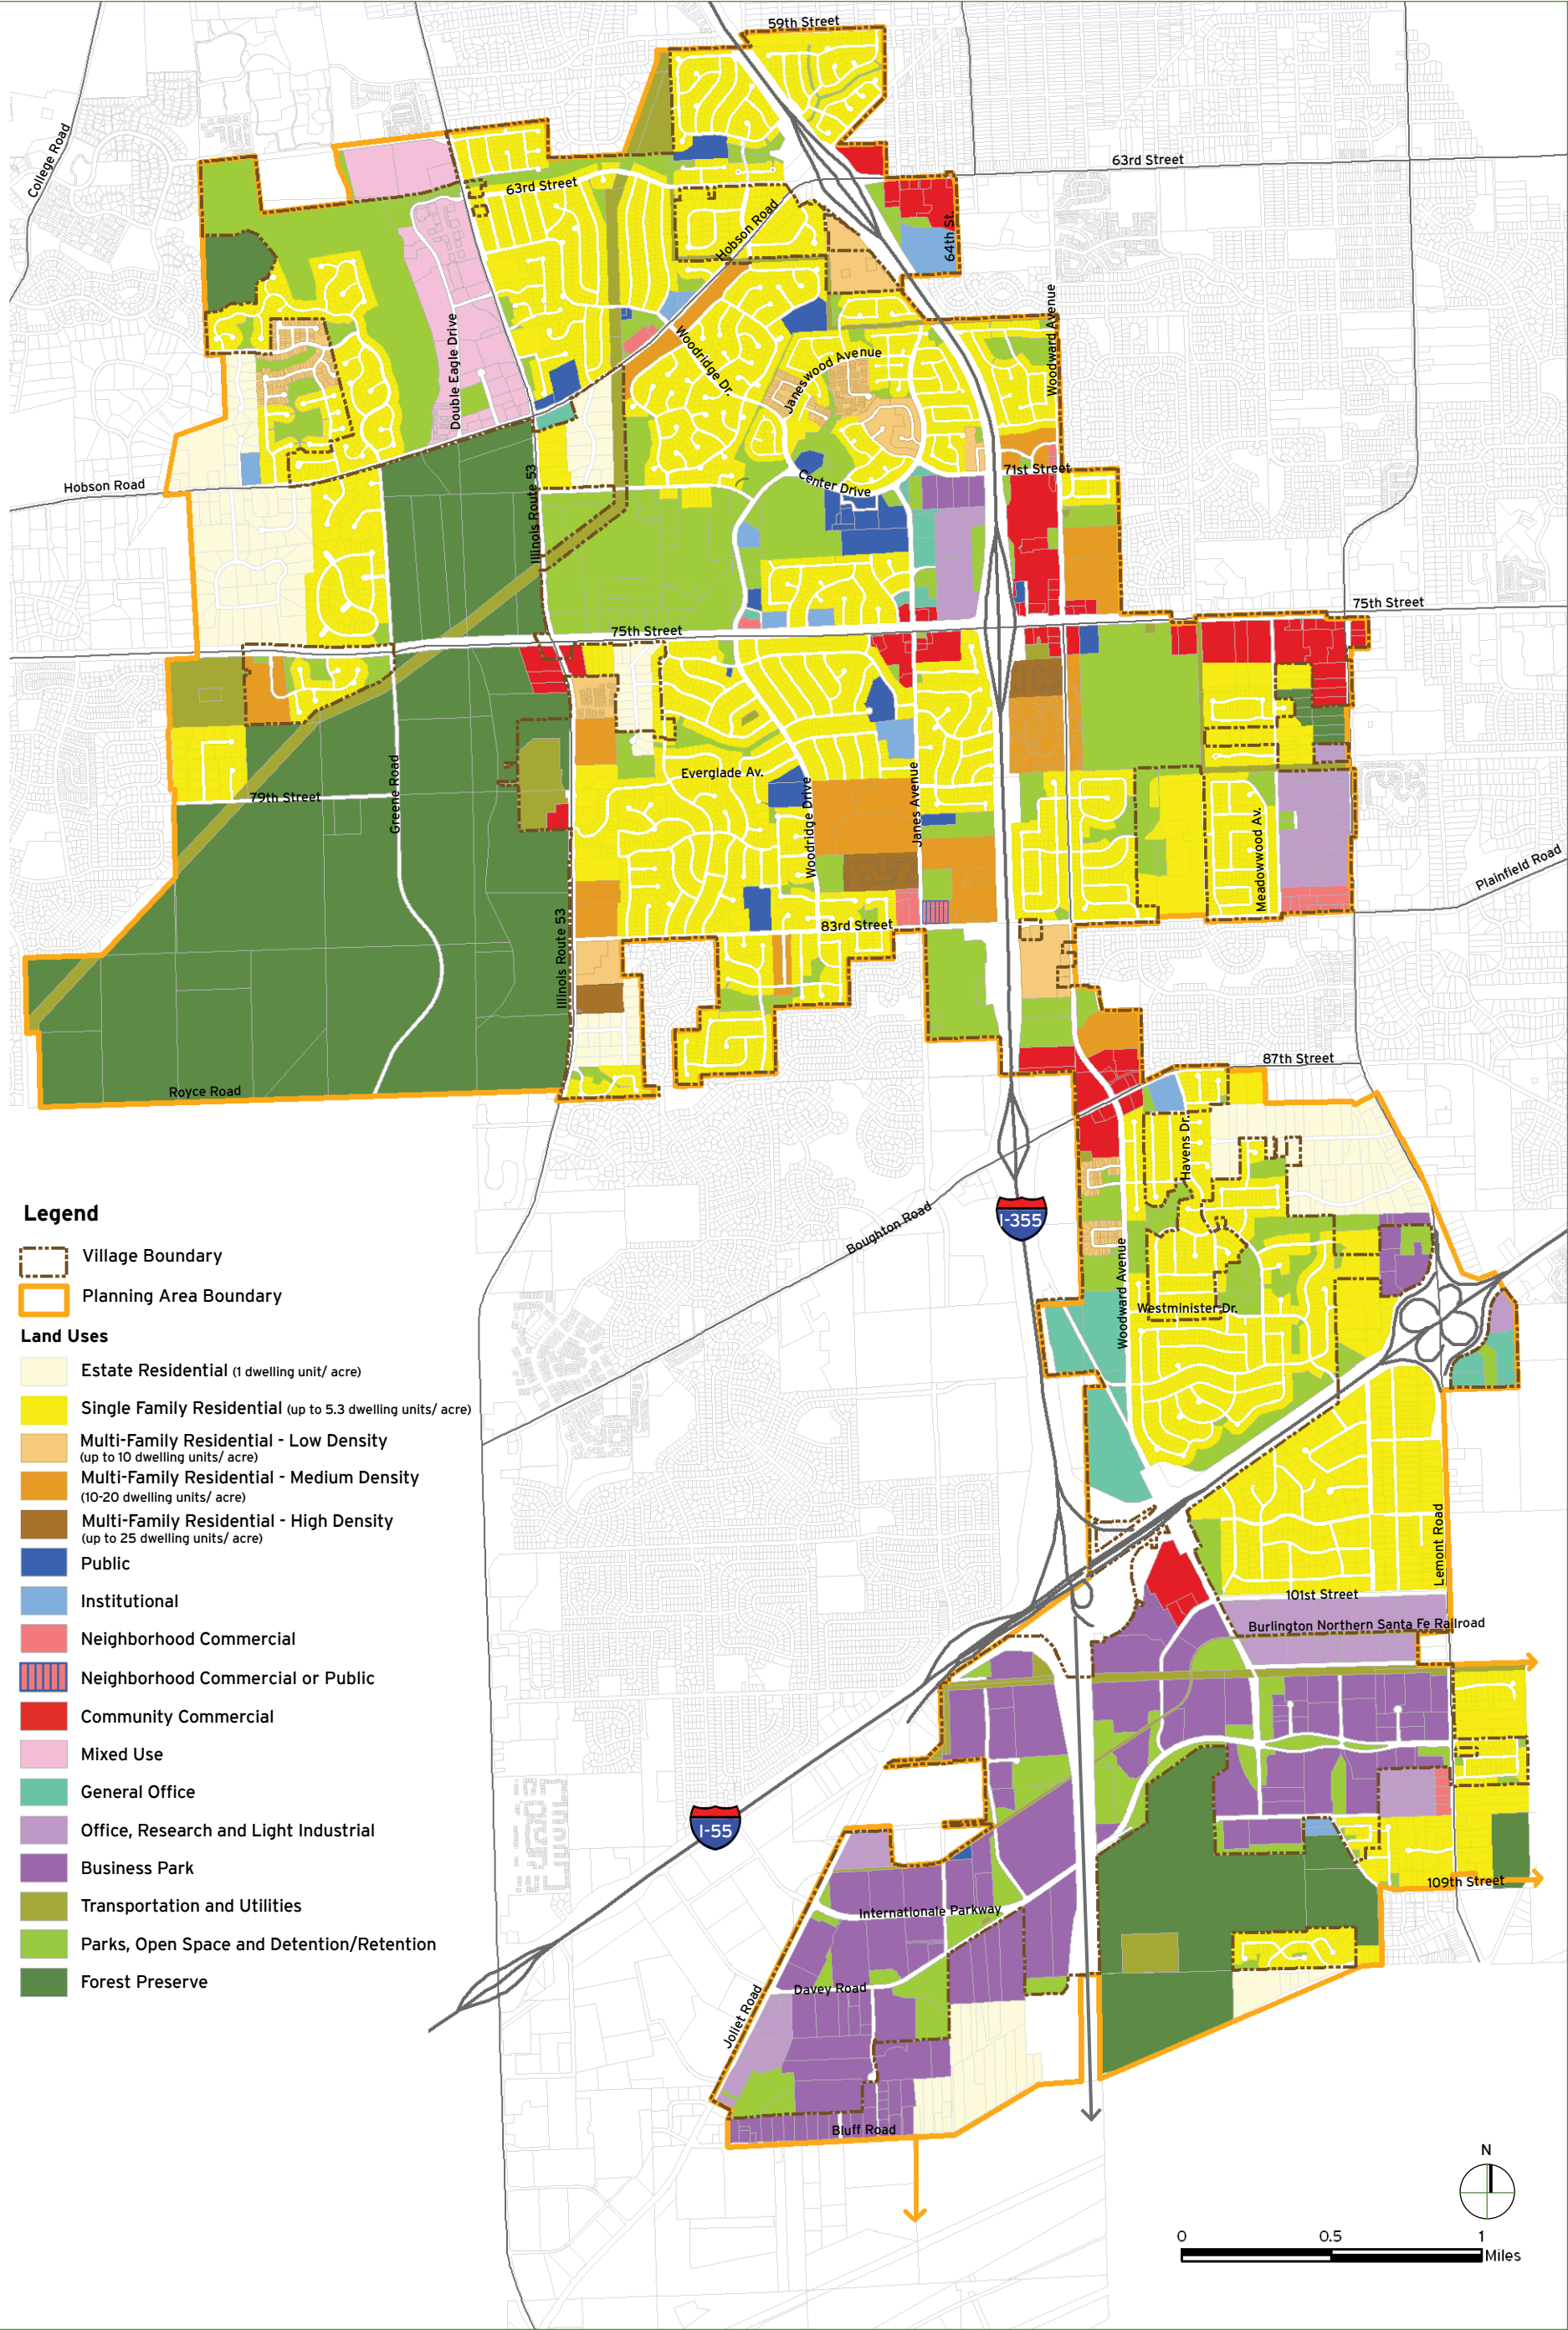 59th Street
63rd Street
College Road
63rd Street
Hobson Road
64th St.
Woodward Avenue
Double Eagle Drive
Woodridge Dr.
Janeswood Avenue
71st Street
Center Drive
Hobson Road
Illinois Route 53
75th Street
75th Street
Everglade Av.
79th Street
Greene Road
Woodridge Drive
Janes Avenue
Meadowwood Av.
Plainfield Road
83rd Street
Illinois Route 53
87th Street
Royce Road
Havens Dr.
I-355
Boughton Road
Woodward Avenue
Westminister Dr.
Legend
Village Boundary
Planning Area Boundary
Land Uses
Estate Residential (1 dwelling unit/ acre)
Single Family Residential (up to 5.3 dwelling units/ acre)
Multi-Family Residential - Low Density
(up to 10 dwelling units/ acre)
Multi-Family Residential - Medium Density
(10-20 dwelling units/ acre)
Multi-Family Residential - High Density
(up to 25 dwelling units/ acre)
Public
Institutional
Neighborhood Commercial
Neighborhood Commercial or Public
Community Commercial
Mixed Use
General Office
Office, Research and Light Industrial
Business Park
Transportation and Utilities
Parks, Open Space and Detention/Retention
Forest Preserve
Lemont Road
101st Street
Burlington Northern Santa Fe Railroad
I-55
109th Street
Internationale Parkway
Davey Road
Joliet Road
Bluff Road
N
0 0.5 1
Miles